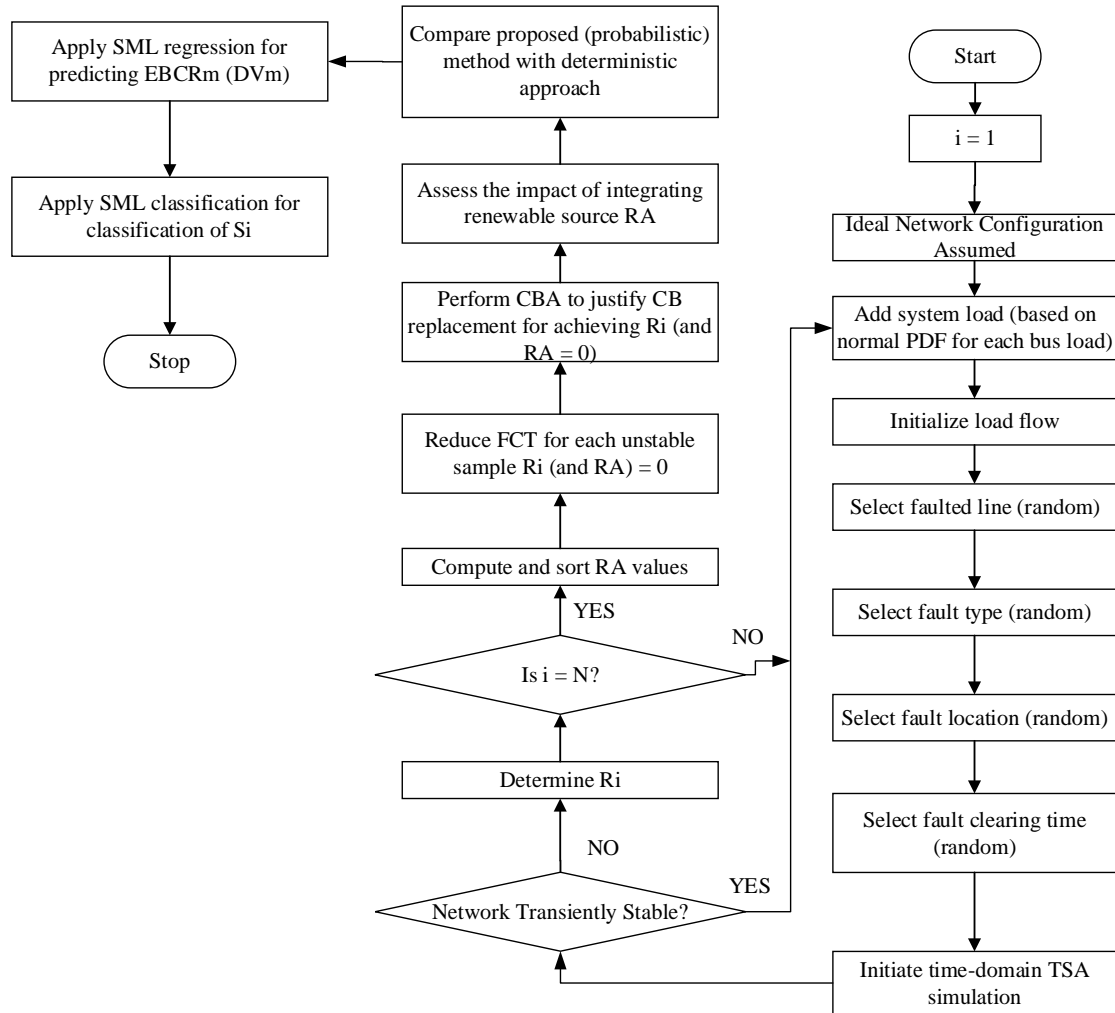 Start
i = 1
Ideal Network Configuration
Assumed
Add system load (based on
normal PDF for each bus load)
Initialize load flow
Select faulted line (random)
Select fault type (random)
Select fault location (random)
Select fault clearing time
(random)
Initiate time-domain TSA
simulation
Network Transiently Stable?
YES
NO
Determine Ri
Is i = N?
NO
YES
Compute and sort RA values
Reduce FCT for each unstable
sample Ri (and RA) = 0
Perform CBA to justify CB
replacement for achieving Ri (and
RA = 0)
Assess the impact of integrating
renewable source RA
Compare proposed (probabilistic)
method with deterministic
approach
Apply SML regression for
predicting EBCRm (DVm)
Apply SML classification for
classification of Si
Stop